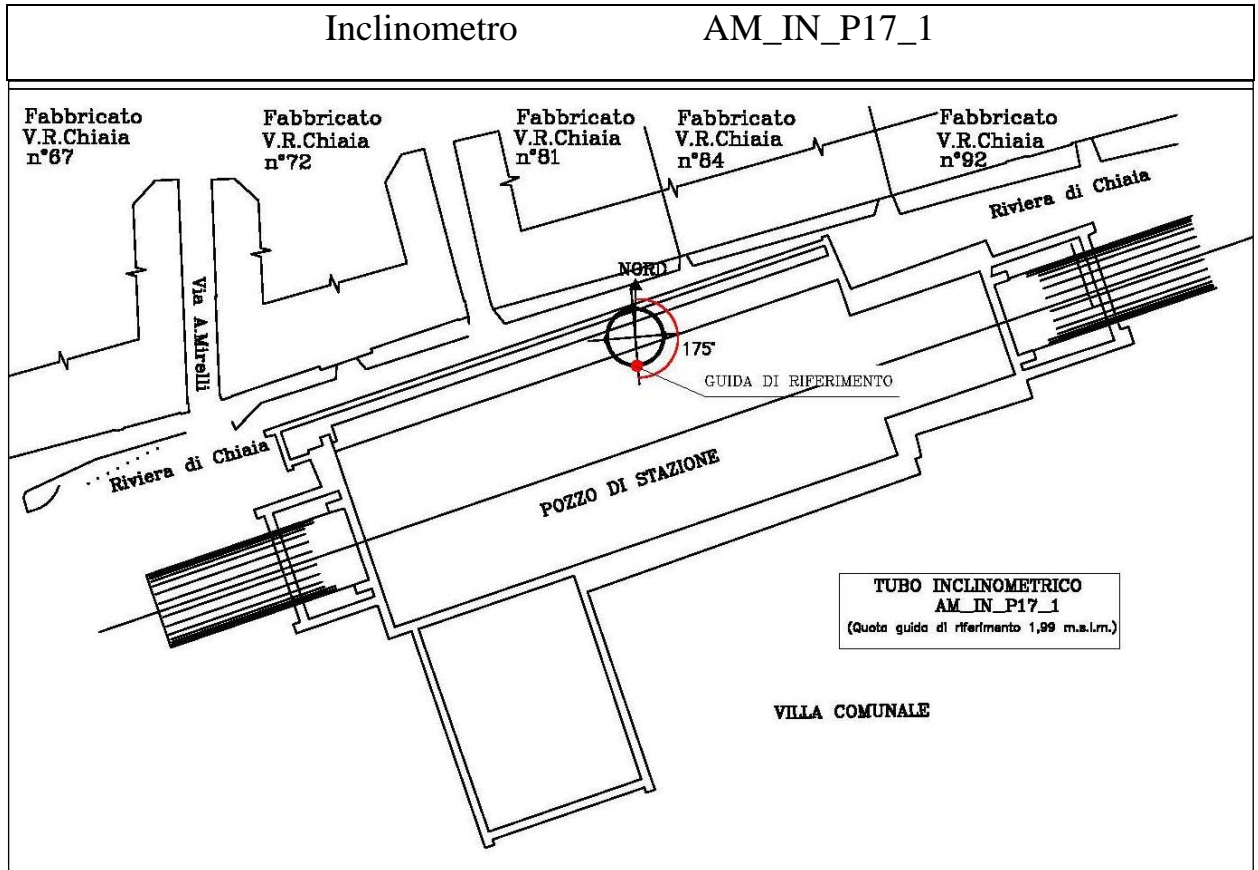 Inclinometro AM_IN_P17_1
Fabbricato
V.R.Chiaia
n°67
Fabbricato
V.R.Chiaia
n°72
Fabbricato
V.R.Chiaia
n°81
Fabbricato
V.R.Chiaia
n°84
Fabbricato
V.R.Chiaia
n°92
Riviera di Chiaia
NORD
Via A.Mirelli
175°
GUIDA DI RIFERIMENTO
Riviera di Chiaia
POZZO DI STAZIONE
TUBO INCLINOMETRICO
AM_IN_P17_1
(Quota guida di riferimento 1,99 m.s.l.m.)
VILLA COMUNALE